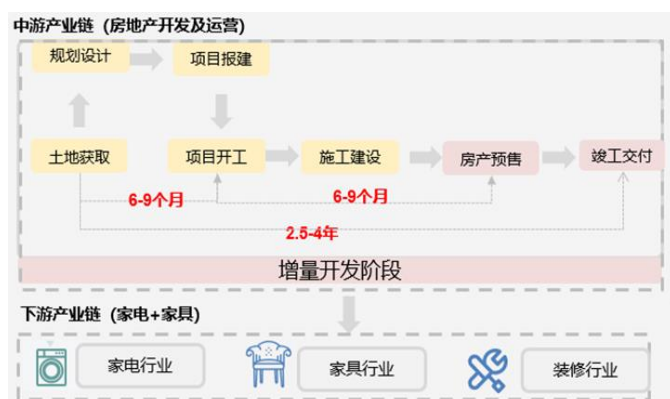 中游产业链 (房地产开发及运营)
规划设计
项目报建
土地获取
项目开工
施工建设
房产预售
竣工交付
6-9个月
6-9个月
2.5-4年
增量开发阶段
下游产业链 (家电+家具)
家电行业
家具行业
装修行业